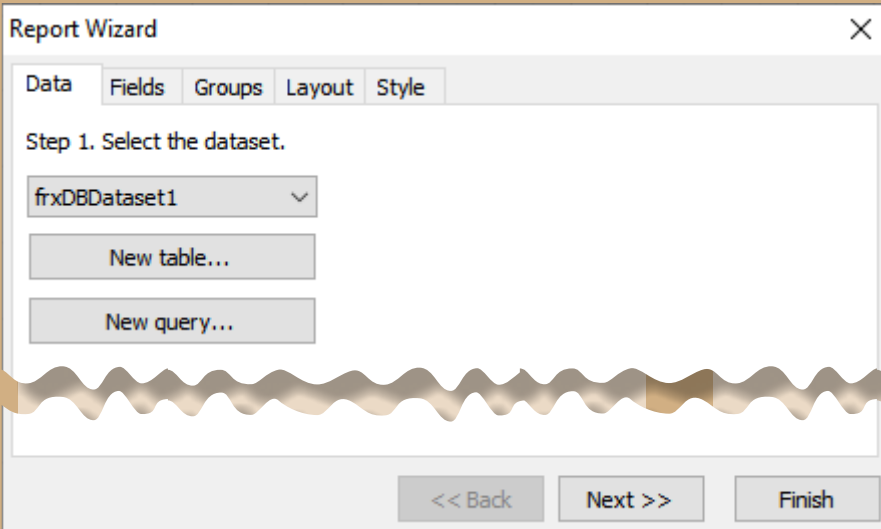 Report Wizard
Data Fields Groups Layout Style
Step 1. Select the dataset.
frxDBDataset1
New table...
New query...
<< Back Next >> Finish